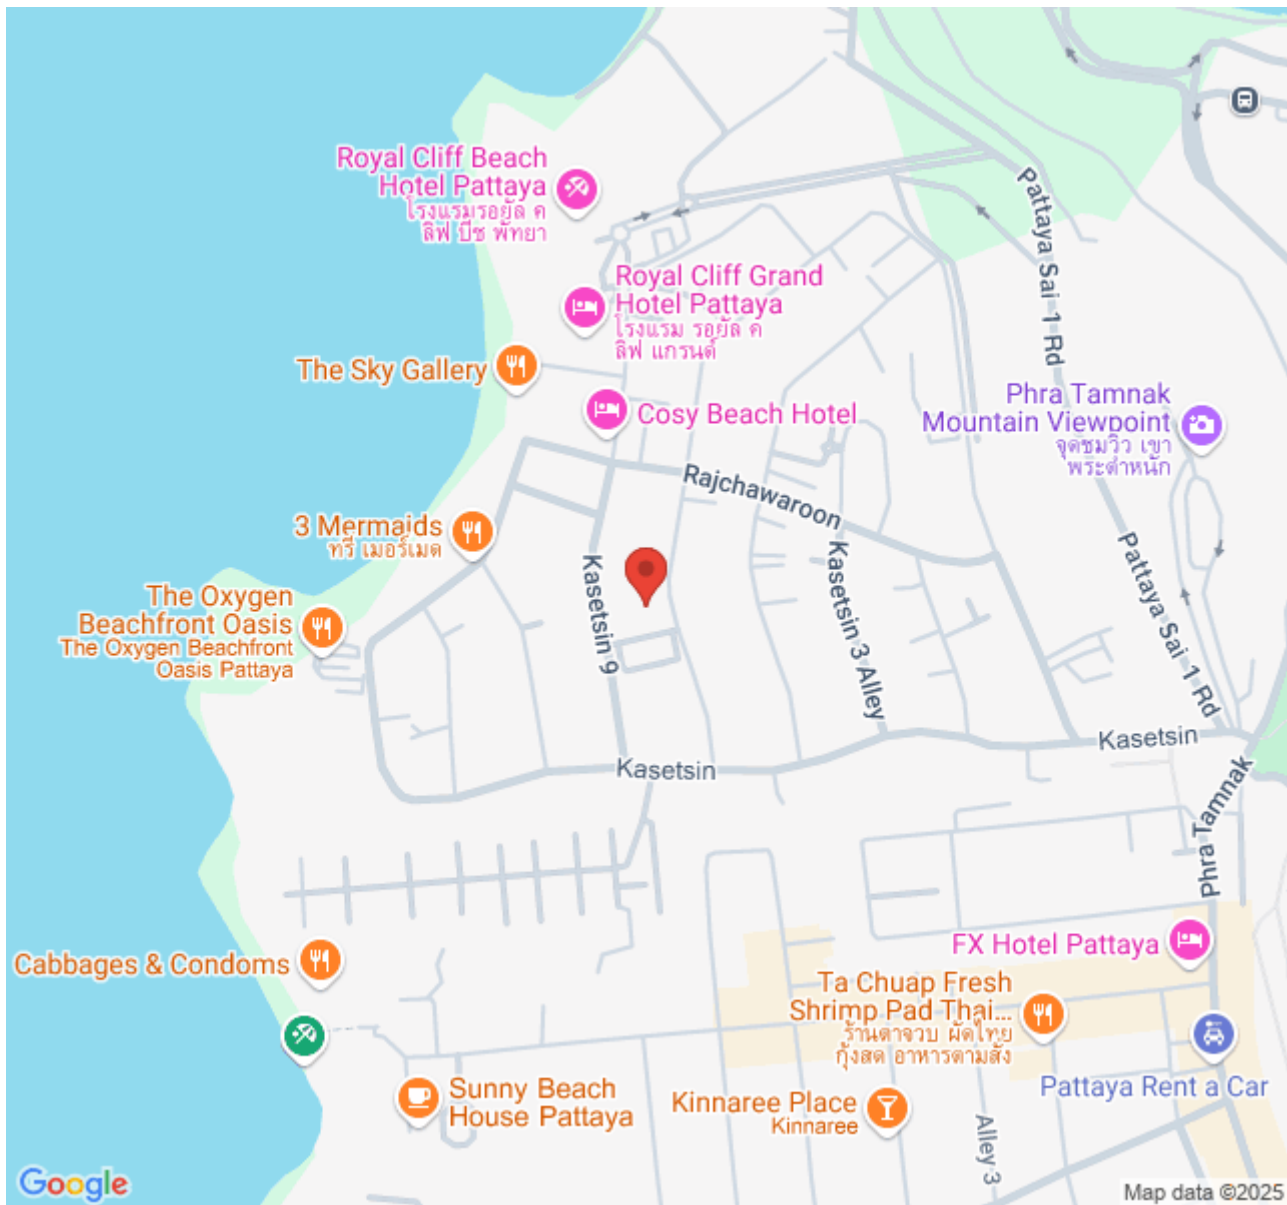 Royal Cliff Beach
Hotel Pattaya
โรงแรมรอยัล ค
ลิฟ บีช พัทยา
Pattaya Sai 1 Rd
Royal Cliff Grand
Hotel Pattaya
โรงแรม รอยัล ค
ลิฟ แกรนด์
The Sky Gallery
Cosy Beach Hotel
Phra Tamnak
Mountain Viewpoint
จุดชมวิว เขา
พระตำหนัก
Rajchawaroon
3 Mermaids
ทรี เมอร์เมด
Kasetsin 9
Kasetsin 3 Alley
Pattaya Sai 1 Rd
The Oxygen
Beachfront Oasis
The Oxygen Beachfront
Oasis Pattaya
Kasetsin
Kasetsin
Phra Tamnak
Cabbages & Condoms
FX Hotel Pattaya
Ta Chuap Fresh
Shrimp Pad Thai...
ร้านตาจวบ ผัดไทย
กุ้งสด อาหารตามสั่ง
Sunny Beach
House Pattaya
Kinnaree Place
Kinnaree
Pattaya Rent a Car
Alley 3
Google
Map data ©2025